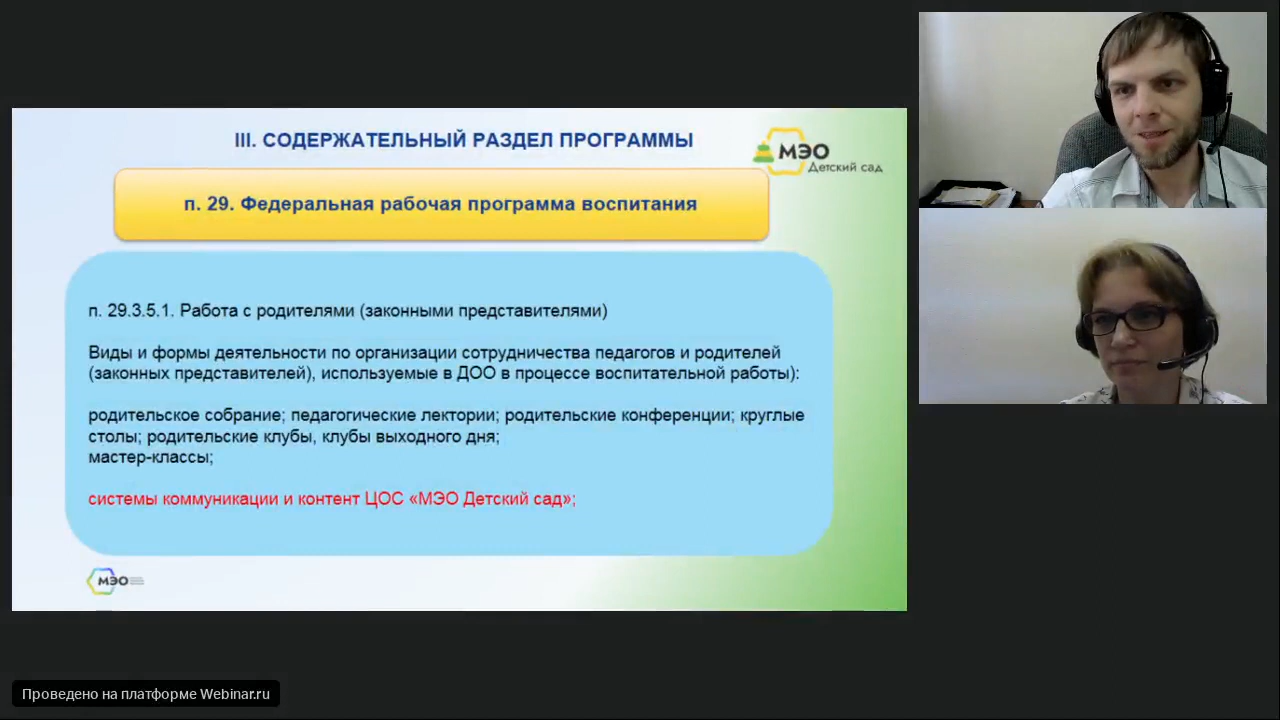 III. СОДЕРЖАТЕЛЬНЫЙ РАЗДЕЛ ПРОГРАММЫ
МЭО
Детский сад
п. 29. Федеральная рабочая программа воспитания
п. 29.3.5.1. Работа с родителями (законными представителями)
Виды и формы деятельности по организации сотрудничества педагогов и родителей
(законных представителей), используемые в ДОО в процессе воспитательной работы):
родительское собрание; педагогические лектории; родительские конференции; круглые
столы; родительские клубы, клубы выходного дня;
мастер-классы;
системы коммуникации и контент ЦОС «МЭО Детский сад»;
МЭО
Проведено на платформе Webinar.ru